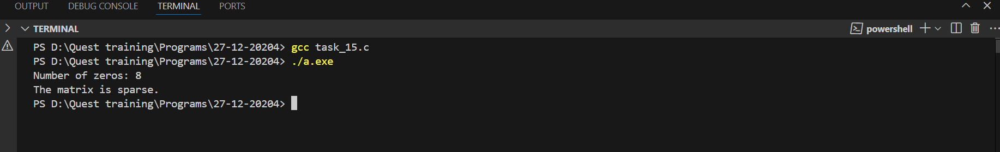 OUTPUT DEBUG CONSOLE TERMINAL PORTS
TERMINAL powershell
PS D:\Quest training\Programs\27-12-20204> gcc task_15.c
PS D:\Quest training\Programs\27-12-20204> ./a.exe
Number of zeros: 8
The matrix is sparse.
PS D:\Quest training\Programs\27-12-20204>